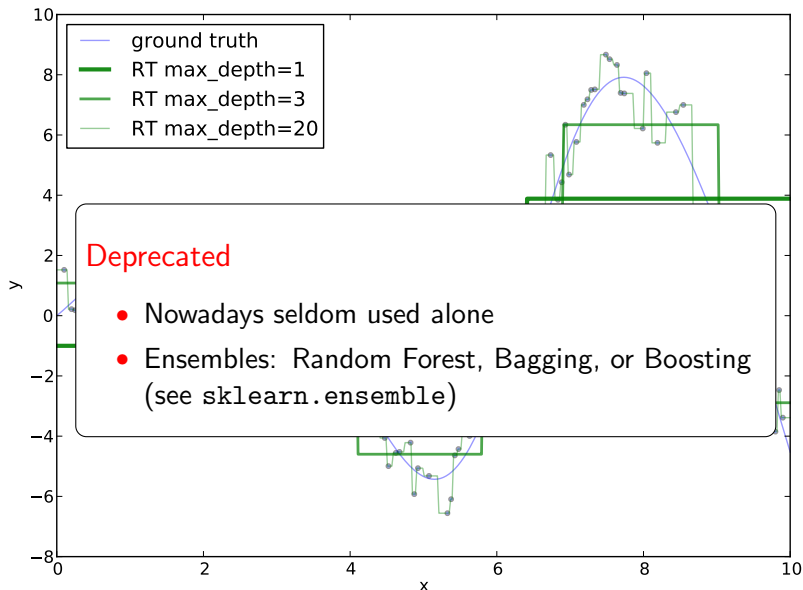 10
8
6
4
2
0
−2
−4
−6
−8
y
ground truth
RT max_depth=1
RT max_depth=3
RT max_depth=20
Deprecated
• Nowadays seldom used alone
• Ensembles: Random Forest, Bagging, or Boosting
(see sklearn.ensemble)
0 2 4 6 8 10
x